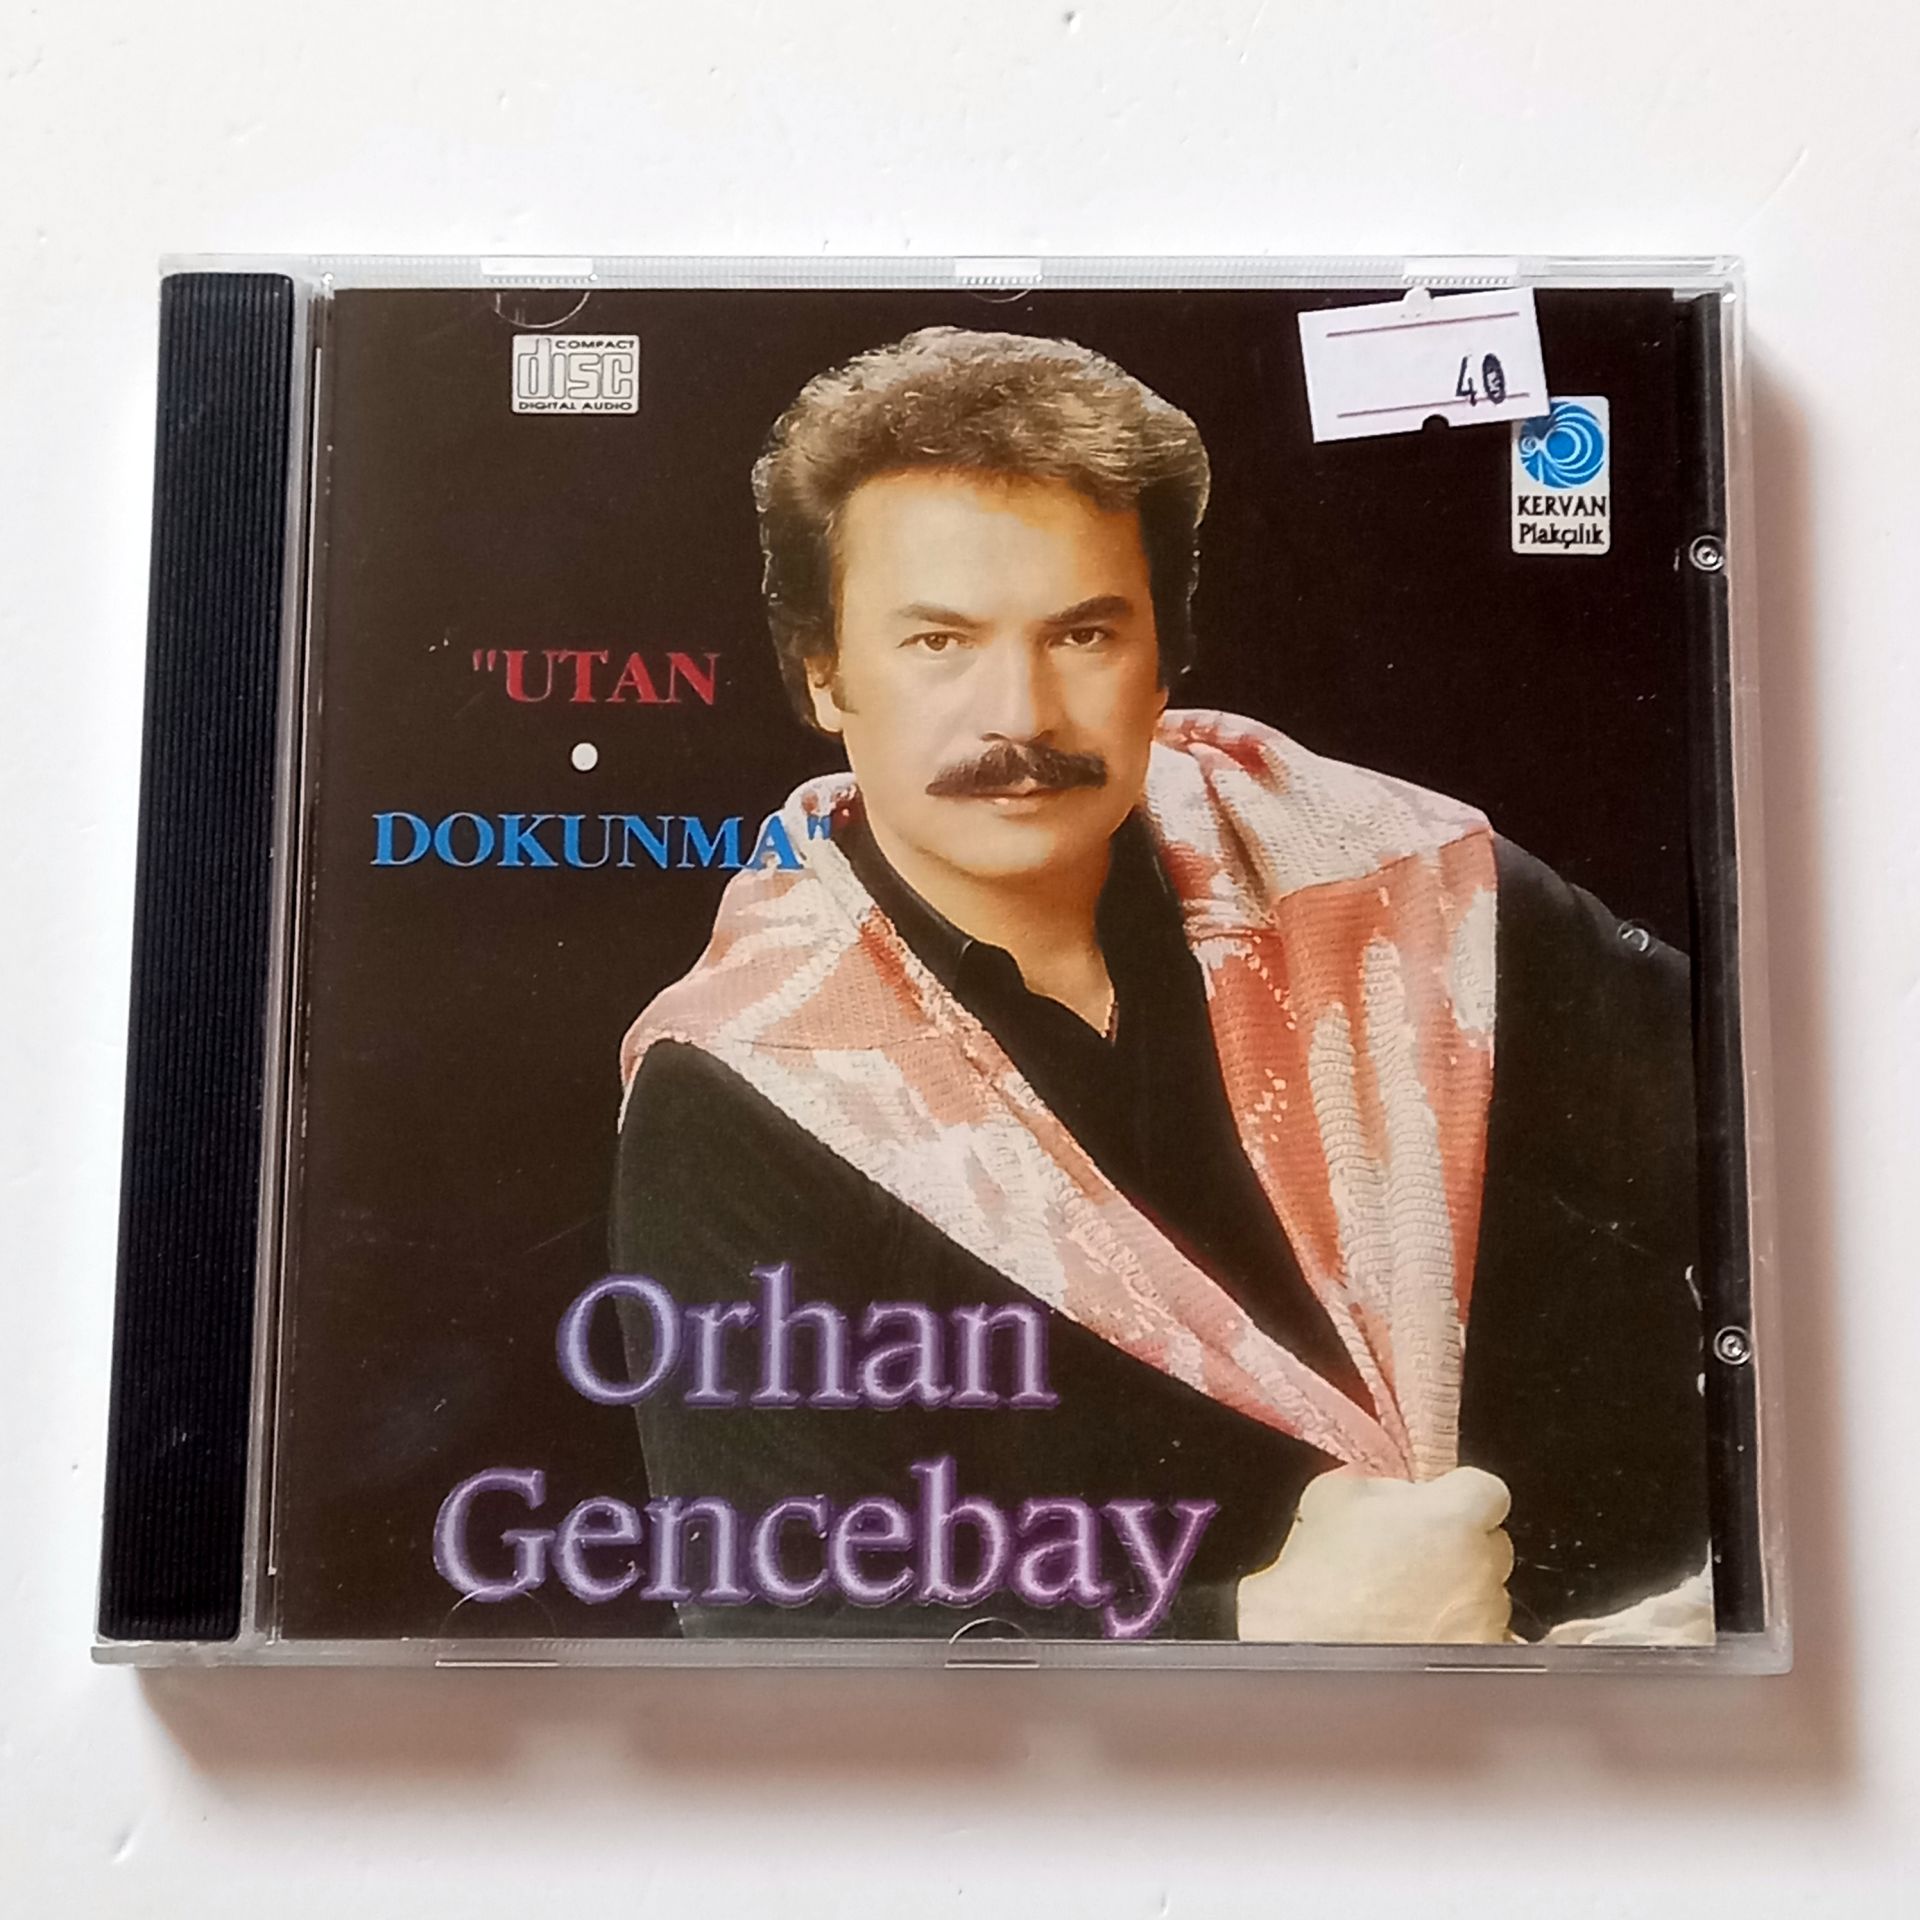 COMPACT
disc
DIGITAL AUDIO
40
KERVAN
Plakçılık
"UTAN
•
DOKUNMA"
Orhan
Gencebay